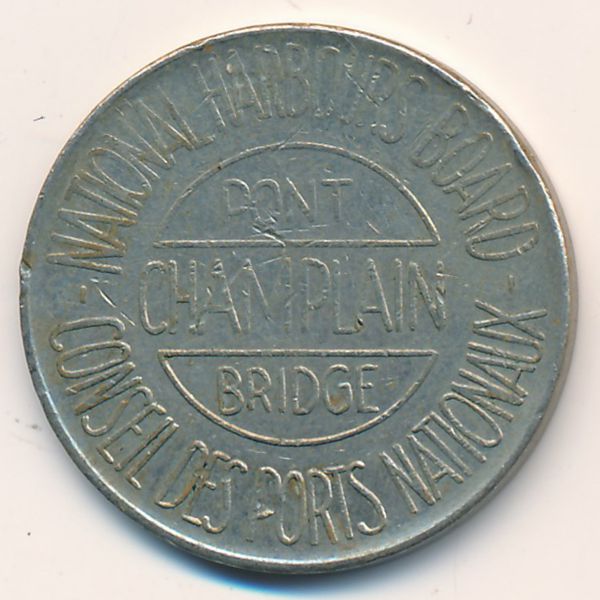 - NATIONAL HARBOURS BOARD -
PONT
CHAMPLAIN
BRIDGE
CONSEIL DES PORTS NATIONAUX